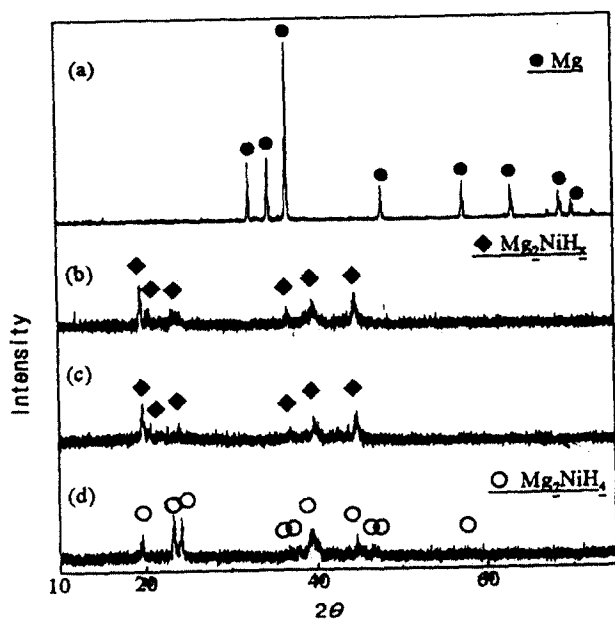 (a)
● Mg
◆ Mg₂NiHₓ
(b)
(c)
(d)
○ Mg₂NiH₄
Intensity
10 20 40 60
2θ